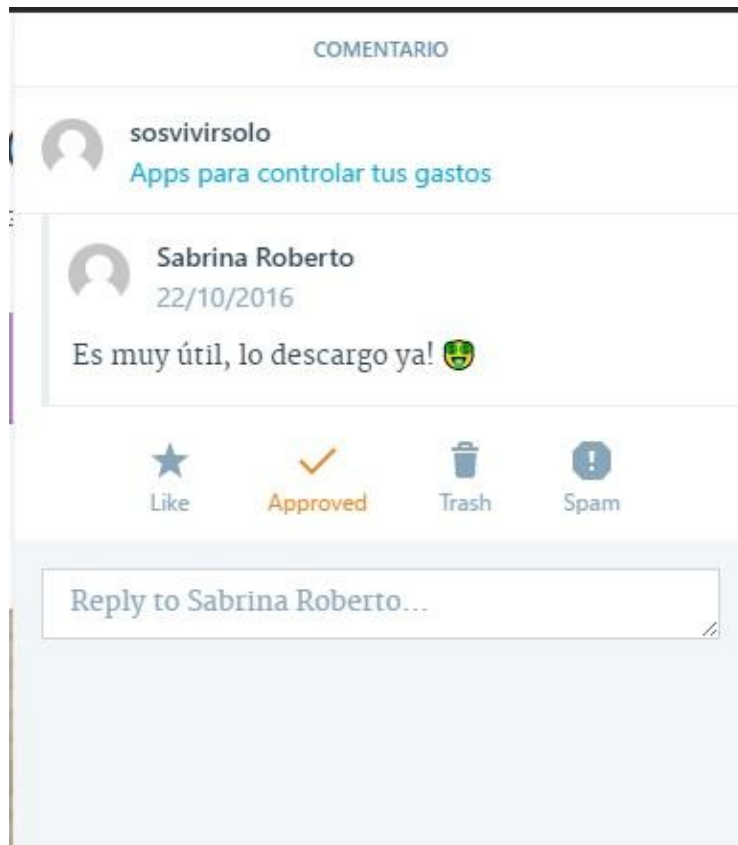 COMENTARIO
sosvivirsolo
Apps para controlar tus gastos
Sabrina Roberto
22/10/2016
Es muy útil, lo descargo ya! 🤑
Like Approved Trash Spam
Reply to Sabrina Roberto...